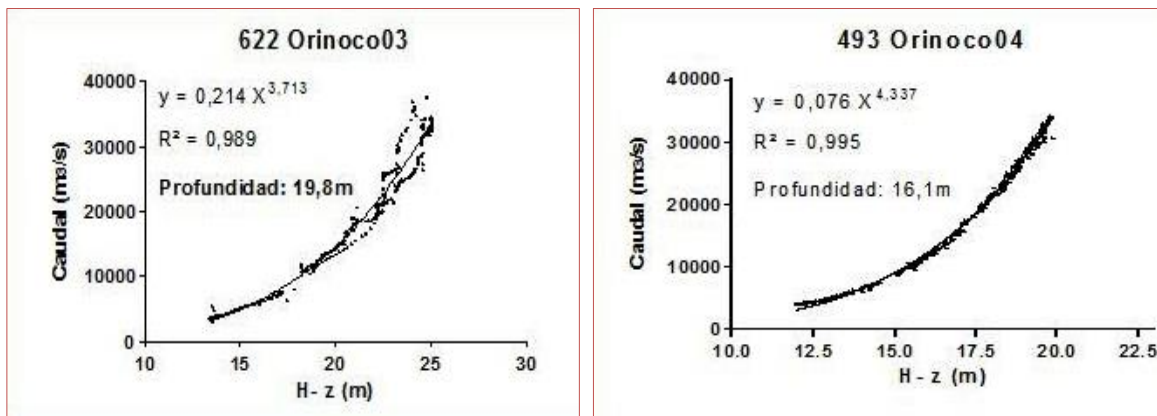 622 Orinoco03
y = 0,214 X^3,713
R² = 0,989
Profundidad: 19,8m
Caudal (m3/s)
40000
30000
20000
10000
0
10 15 20 25 30
H- z (m)
493 Orinoco04
y = 0,076 X^4,337
R² = 0,995
Profundidad: 16,1m
Caudal (m3/s)
40000
30000
20000
10000
0
10.0 12.5 15.0 17.5 20.0 22.5
H- z (m)